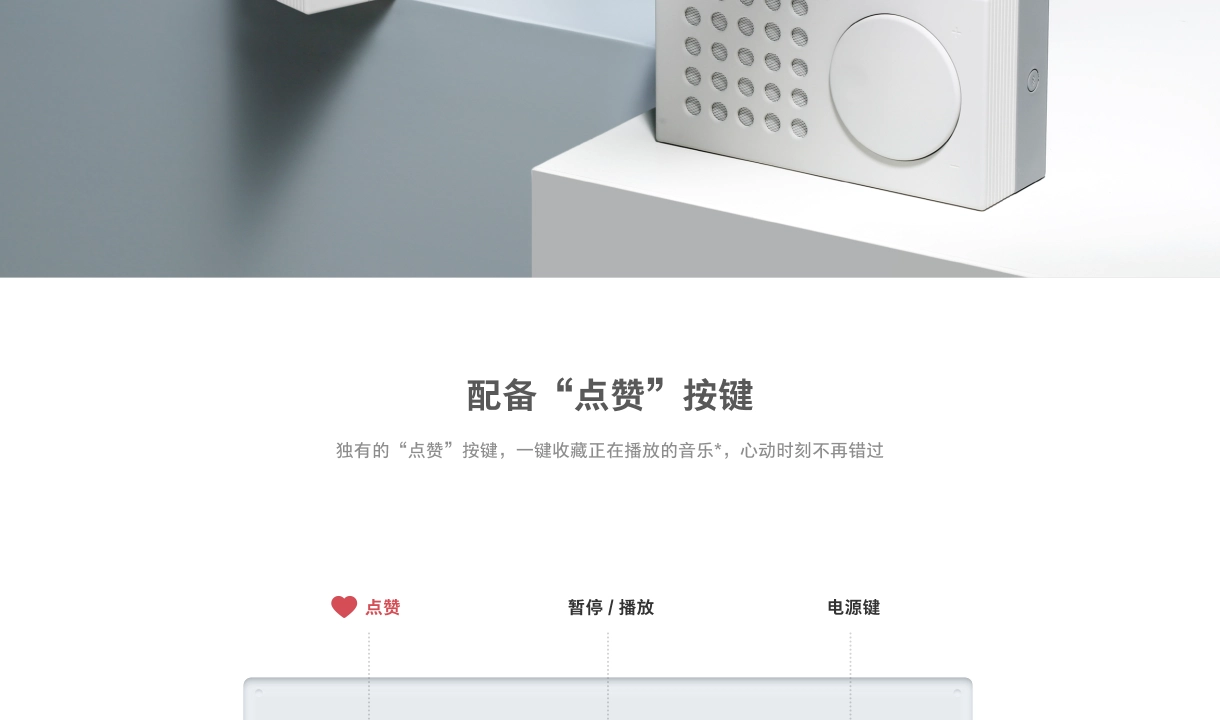 配备“点赞”按键
独有的“点赞”按键，一键收藏正在播放的音乐*，心动时刻不再错过
点赞
暂停 / 播放
电源键